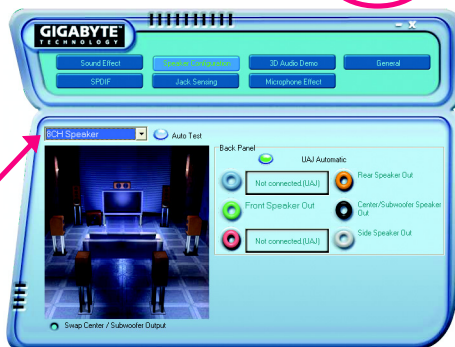 GIGABYTE
TECHNOLOGY
Sound Effect
Speaker Configuration
3D Audio Demo
General
SPDIF
Jack Sensing
Microphone Effect
8CH Speaker
Auto Test
Back Panel
UAJ Automatic
Not connected.(UAJ)
Rear Speaker Out
Front Speaker Out
Center/Subwoofer Speaker
Out
Not connected.(UAJ)
Side Speaker Out
Swap Center / Subwoofer Output